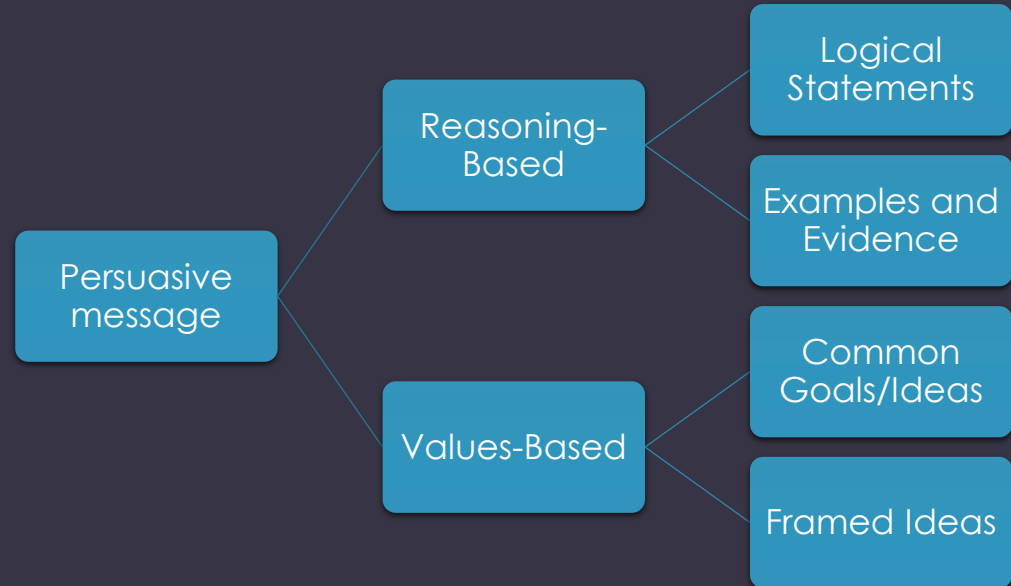 Persuasive
message
Reasoning-
Based
Values-Based
Logical
Statements
Examples and
Evidence
Common
Goals/Ideas
Framed Ideas